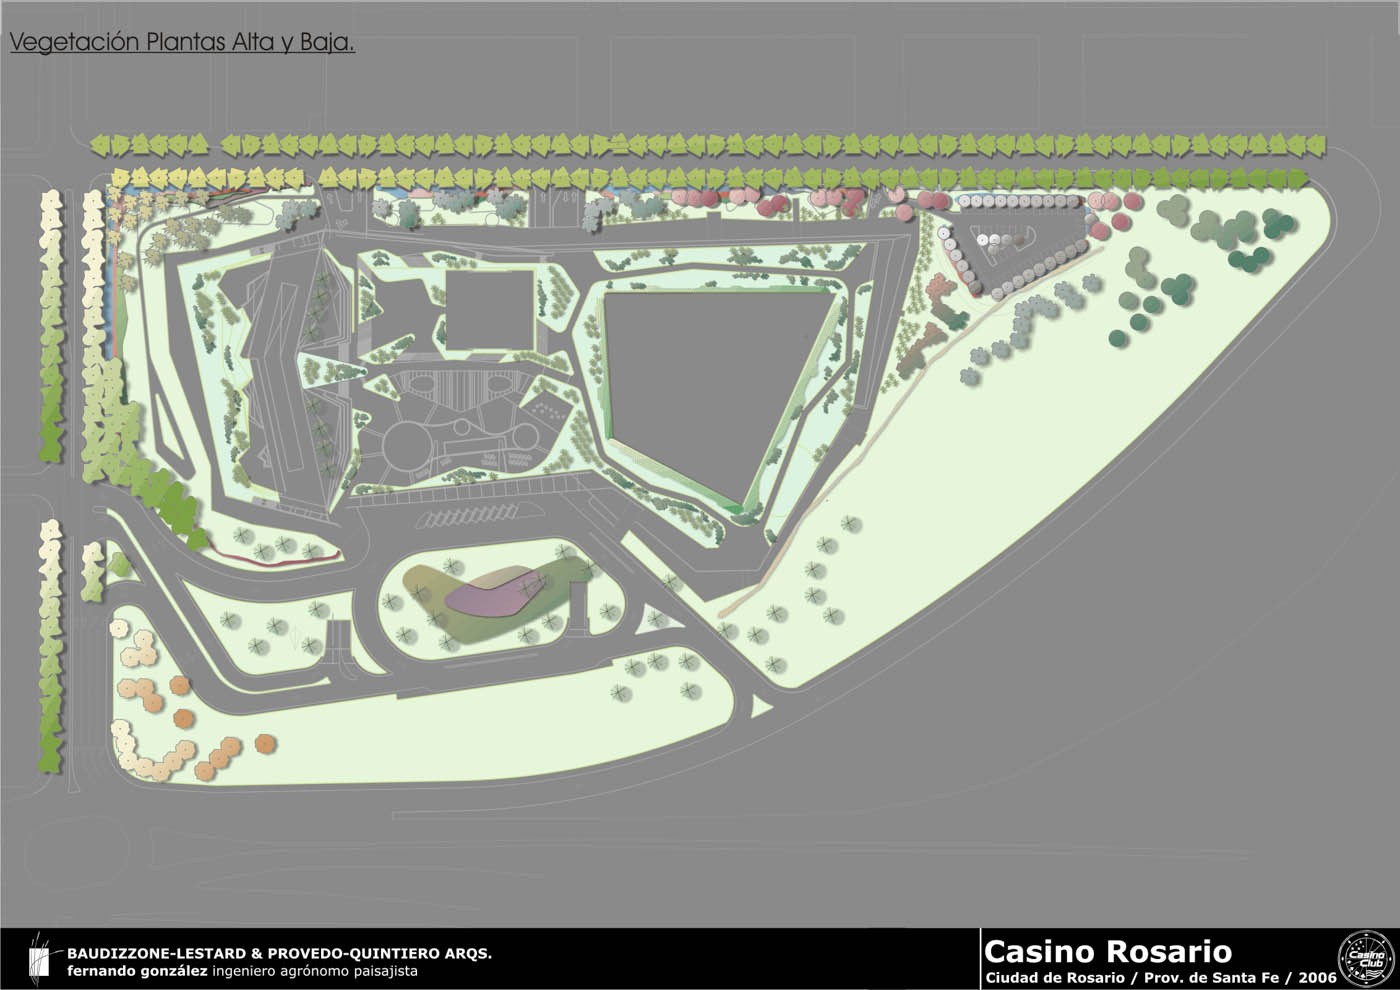 Vegetación Plantas Alta y Baja.
BAUDIZZONE-LESTARD & PROVEDO-QUINTIERO ARQS.
fernando gonzález ingeniero agrónomo paisajista
Casino Rosario
Ciudad de Rosario / Prov. de Santa Fe / 2006
Casino
Club